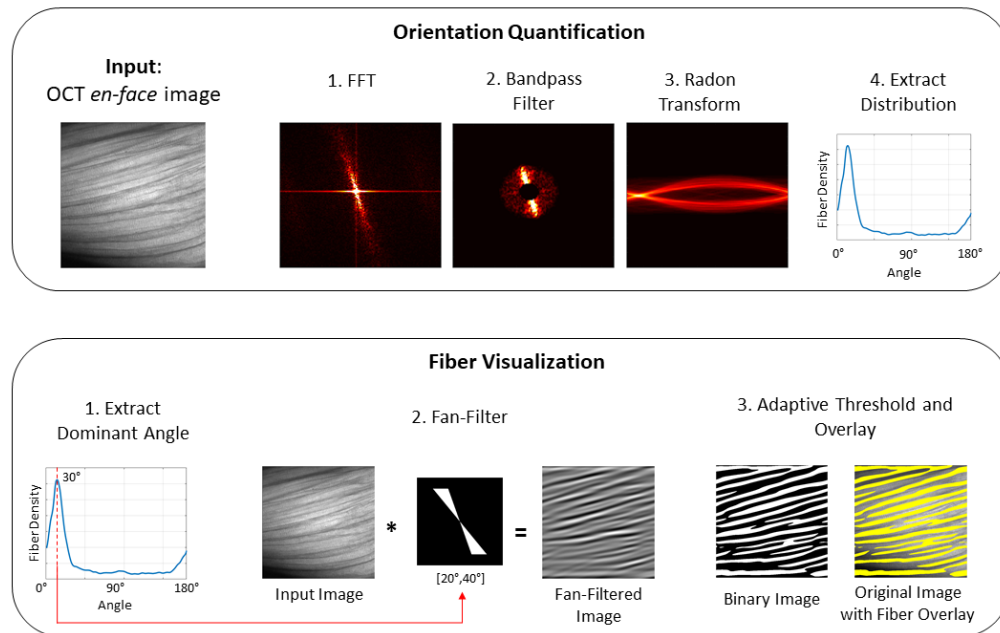 Orientation Quantification
Input:
OCT en-face image
1. FFT
2. Bandpass
Filter
3. Radon
Transform
4. Extract
Distribution
Fiber Density
0°
90°
180°
Angle
Fiber Visualization
1. Extract
Dominant Angle
30°
Fiber Density
0°
90°
180°
Angle
2. Fan-Filter
*
=
[20°,40°]
Input Image
Fan-Filtered
Image
3. Adaptive Threshold and
Overlay
Binary Image
Original Image
with Fiber Overlay